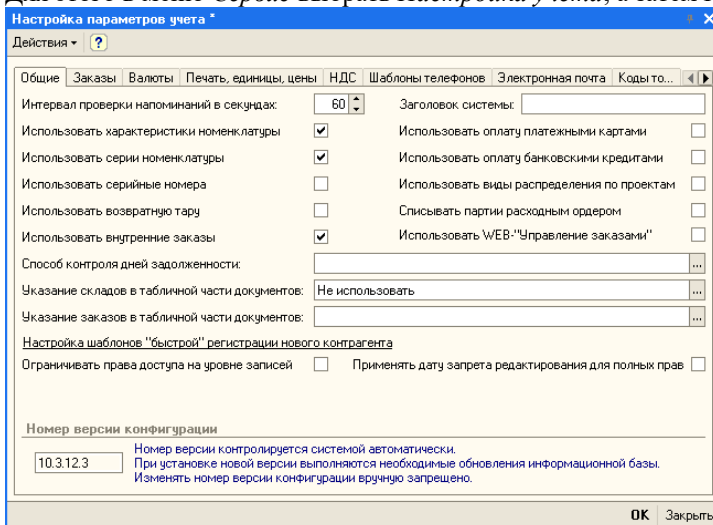 Настройка параметров учета *
Действия
Общие Заказы Валюты Печать, единицы, цены НДС Шаблоны телефонов Электронная почта Коды то...
Интервал проверки напоминаний в секундах: 60 Заголовок системы:
Использовать характеристики номенклатуры Использовать оплату платежными картами
Использовать серии номенклатуры Использовать оплату банковскими кредитами
Использовать серийные номера Использовать виды распределения по проектам
Использовать возвратную тару Списывать партии расходным ордером
Использовать внутренние заказы Использовать WEB-"Управление заказами"
Способ контроля дней задолженности: ...
Указание складов в табличной части документов: Не использовать ...
Указание заказов в табличной части документов: ...
Настройка шаблонов "быстрой" регистрации нового контрагента
Ограничивать права доступа на уровне записей Применять дату запрета редактирования для полных прав
Номер версии конфигурации
10.3.12.3
Номер версии контролируется системой автоматически.
При установке новой версии выполняются необходимые обновления информационной базы.
Изменять номер версии конфигурации вручную запрещено.
OK Закрыть